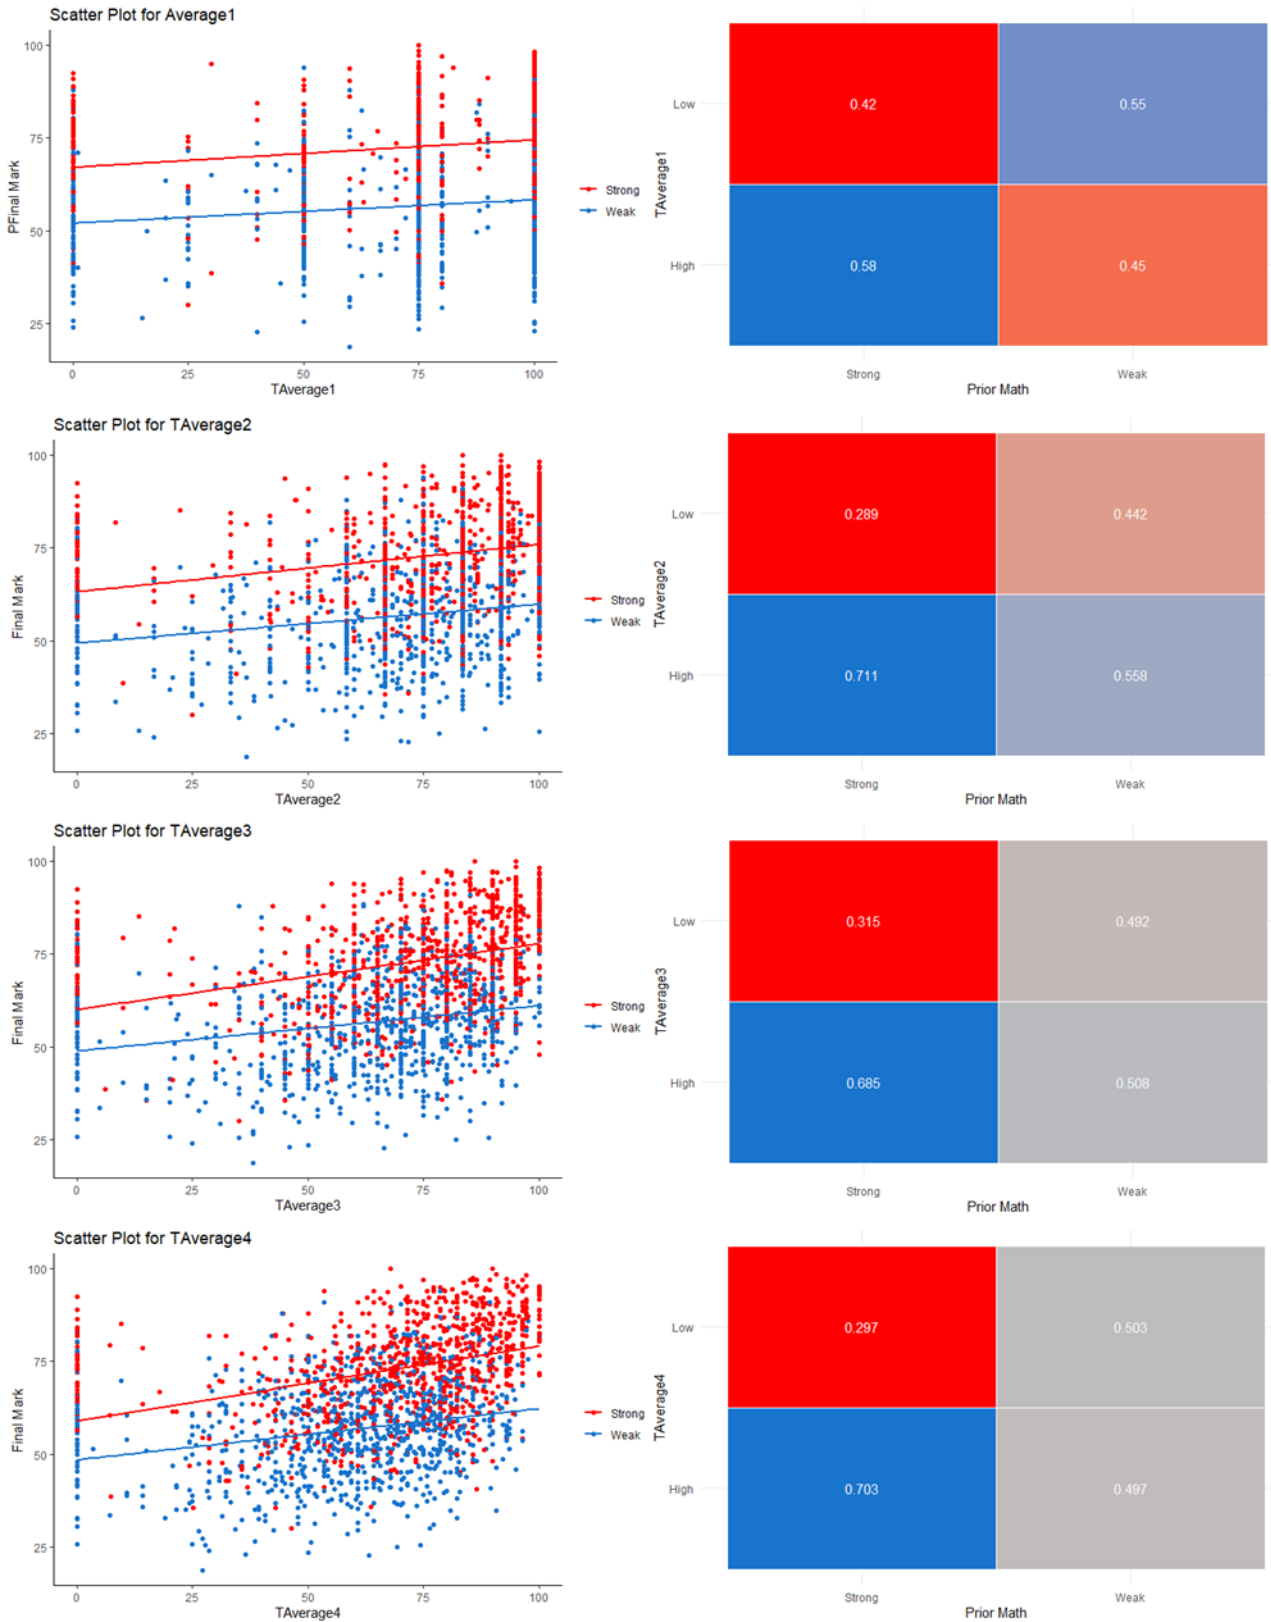 Scatter Plot for Average1
PFinal Mark
100
75
50
25
0 25 50 75 100
TAverage1
Strong
Weak
TAverage1
Low
High
0.42 0.55
0.58 0.45
Strong Weak
Prior Math
Scatter Plot for TAverage2
Final Mark
100
75
50
25
0 25 50 75 100
TAverage2
Strong
Weak
TAverage2
Low
High
0.289 0.442
0.711 0.558
Strong Weak
Prior Math
Scatter Plot for TAverage3
Final Mark
100
75
50
25
0 25 50 75 100
TAverage3
Strong
Weak
TAverage3
Low
High
0.315 0.492
0.685 0.508
Strong Weak
Prior Math
Scatter Plot for TAverage4
Final Mark
100
75
50
25
0 25 50 75 100
TAverage4
Strong
Weak
TAverage4
Low
High
0.297 0.503
0.703 0.497
Strong Weak
Prior Math